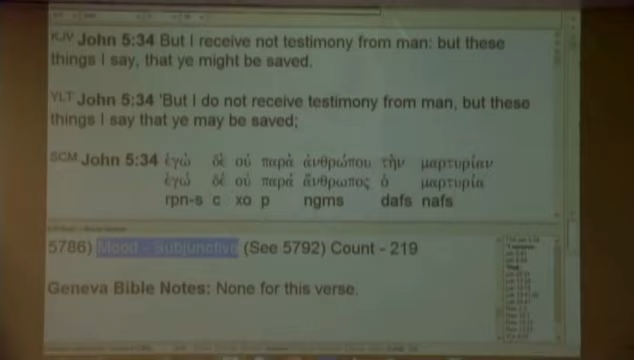 KJV John 5:34 But I receive not testimony from man: but these
things I say, that ye might be saved.
YLT John 5:34 'But I do not receive testimony from man, but these
things I say that ye may be saved;
SCM John 5:34 ἐγώ δὲ οὐ παρὰ ἀνθρώπου τὴν μαρτυρίαν
ἐγώ δέ οὐ παρά ἄνθρωπος ὁ μαρτυρία
rpn-s c xo p ngms dafs nafs
5786) Mood - Subjunctive (See 5792) Count - 219
Geneva Bible Notes: None for this verse.